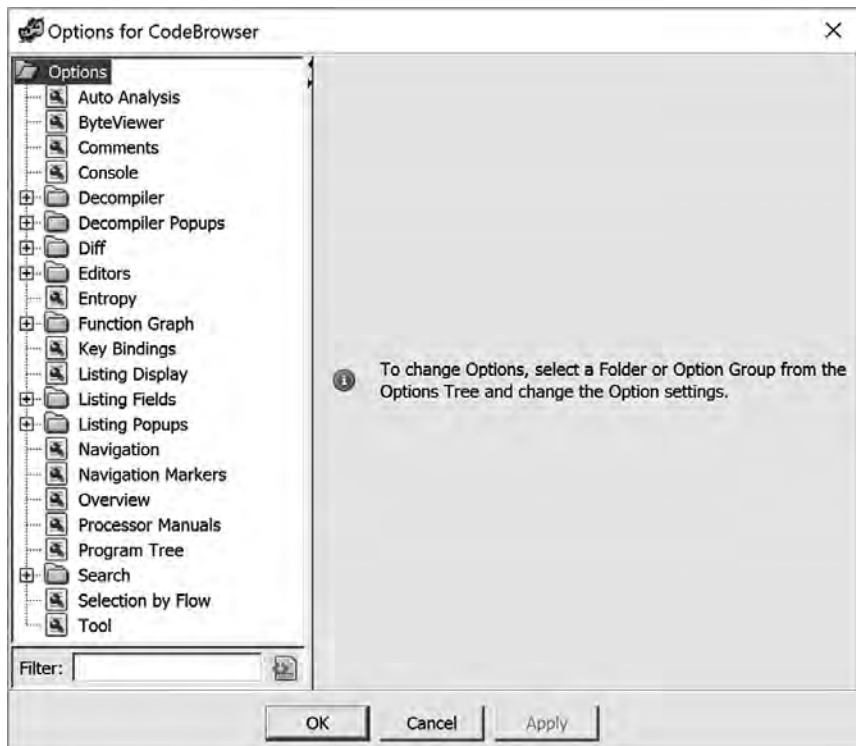 Options for CodeBrowser
Options
Auto Analysis
ByteViewer
Comments
Console
Decompiler
Decompiler Popups
Diff
Editors
Entropy
Function Graph
Key Bindings
Listing Display
Listing Fields
Listing Popups
Navigation
Navigation Markers
Overview
Processor Manuals
Program Tree
Search
Selection by Flow
Tool
Filter:
To change Options, select a Folder or Option Group from the
Options Tree and change the Option settings.
OK
Cancel
Apply